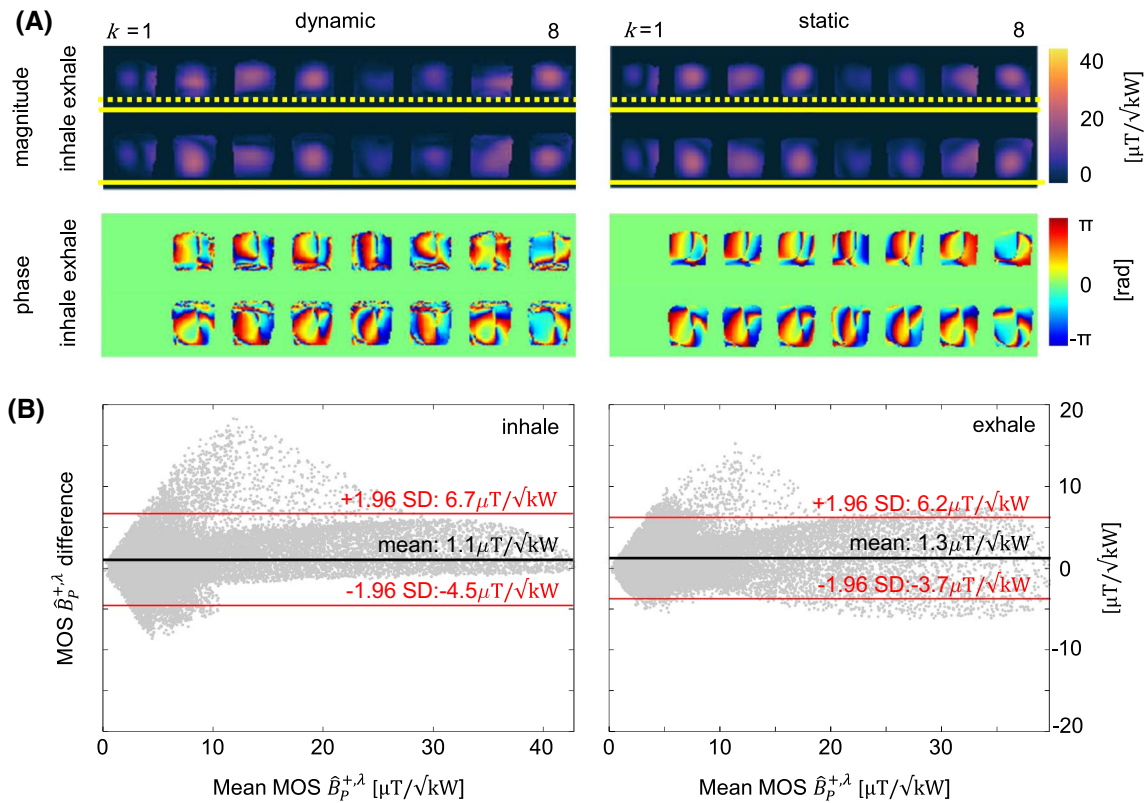 (A)
dynamic
static
k =1
8
k =1
8
magnitude
inhale exhale
40
20
0
[μT/√kW]
phase
inhale exhale
π
0
-π
[rad]
(B)
inhale
+1.96 SD: 6.7μT/√kW
mean: 1.1μT/√kW
-1.96 SD:-4.5μT/√kW
exhale
+1.96 SD: 6.2μT/√kW
mean: 1.3μT/√kW
-1.96 SD:-3.7μT/√kW
MOS B̂_P^{+,λ} difference
20
10
0
-10
-20
[μT/√kW]
0 10 20 30 40
0 10 20 30
Mean MOS B̂_P^{+,λ} [μT/√kW]
Mean MOS B̂_P^{+,λ} [μT/√kW]